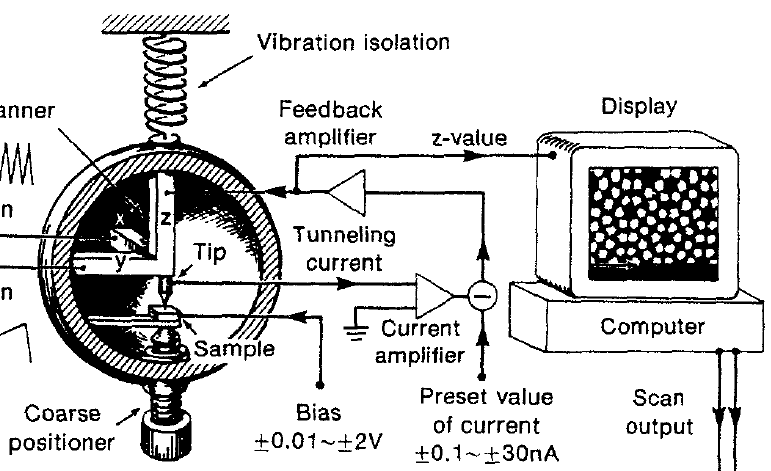 Vibration isolation
Display
Feedback
amplifier
z-value
x
z
y
Tip
Tunneling
current
Sample
Current
amplifier
Computer
Coarse
positioner
Bias
±0.01~±2V
Preset value
of current
±0.1~±30nA
Scan
output